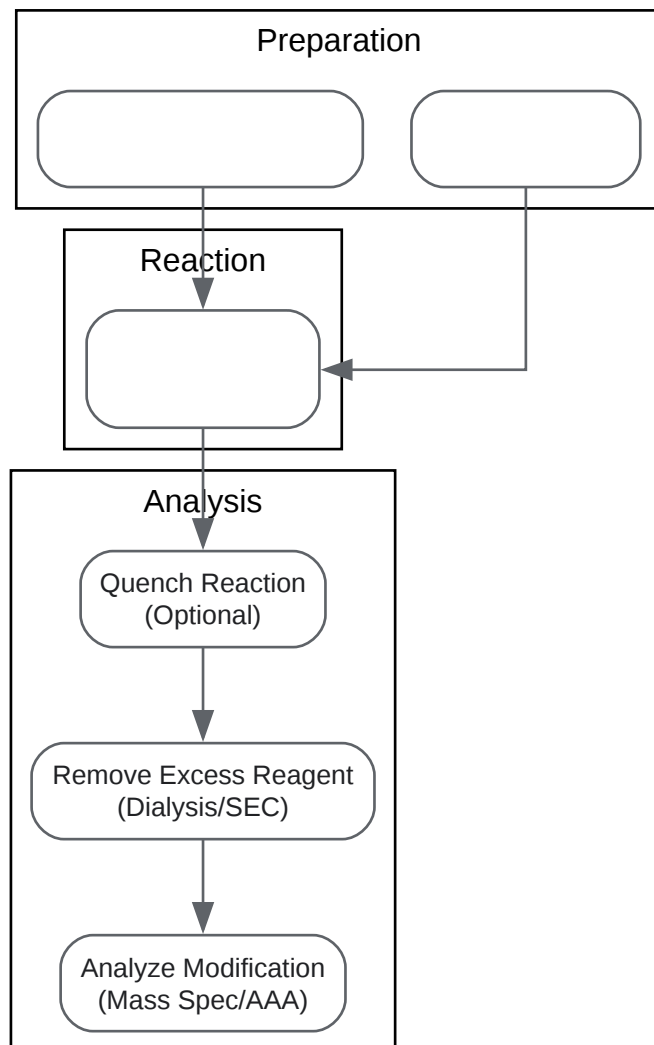 Preparation
Reaction
Analysis
Quench Reaction
(Optional)
Remove Excess Reagent
(Dialysis/SEC)
Analyze Modification
(Mass Spec/AAA)